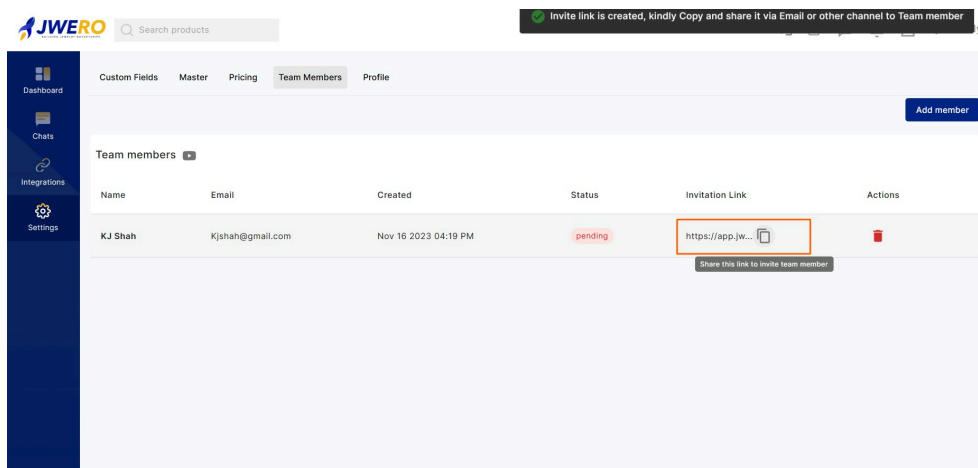 JWERO
Search products
Invite link is created, kindly Copy and share it via Email or other channel to Team member
Dashboard
Chats
Integrations
Settings
Custom Fields Master Pricing Team Members Profile
Add member
Team members
Name Email Created Status Invitation Link Actions
KJ Shah Kjshah@gmail.com Nov 16 2023 04:19 PM pending https://app.jw...
Share this link to invite team member